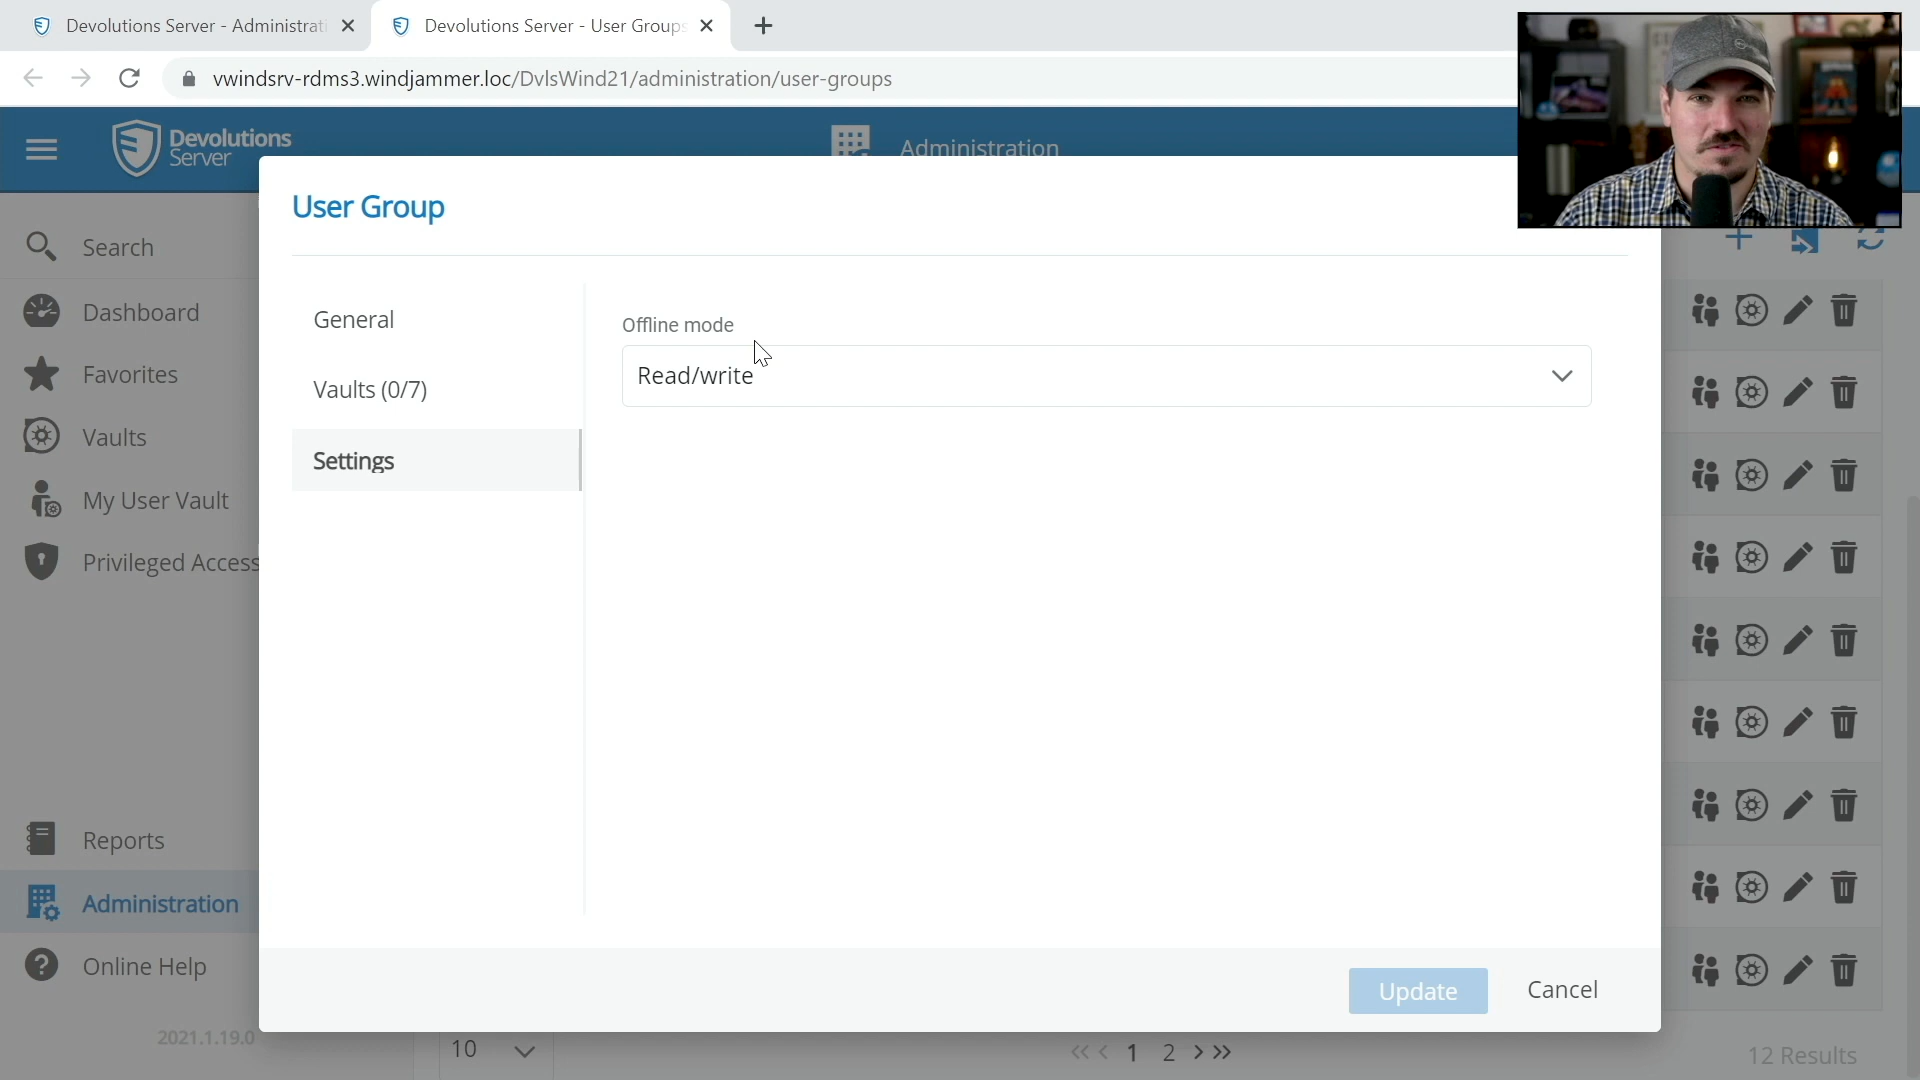 Devolutions Server - Administrati
Devolutions Server - User Groups
vwindsrv-rdms3.windjammer.loc/DvlsWind21/administration/user-groups
Devolutions
Server
Administration
User Group
Search
Dashboard
Favorites
Vaults
My User Vault
Privileged Access
Reports
Administration
Online Help
2021.1.19.0
General
Vaults (0/7)
Settings
Offline mode
Read/write
Update
Cancel
10
1 2
12 Results